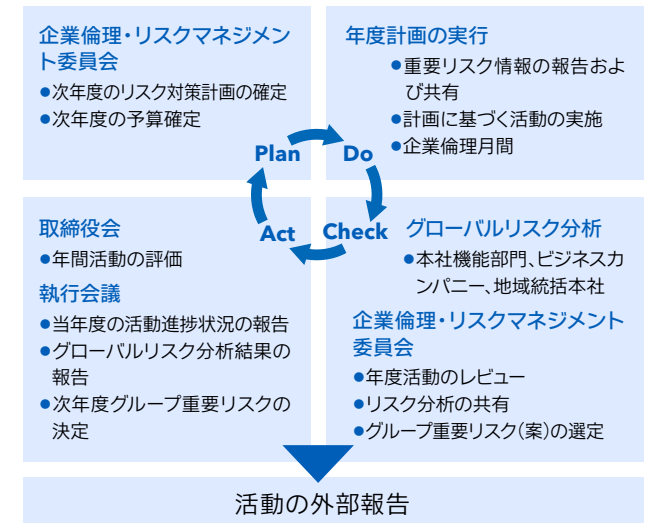 企業倫理・リスクマネジメン
ト委員会
●次年度のリスク対策計画の確定
●次年度の予算確定
Plan
年度計画の実行
●重要リスク情報の報告およ
び共有
●計画に基づく活動の実施
●企業倫理月間
Do
Check
グローバルリスク分析
●本社機能部門、ビジネスカ
ンパニー、地域統括本社
企業倫理・リスクマネジメント
委員会
●年度活動のレビュー
●リスク分析の共有
●グループ重要リスク(案)の選定
Act
取締役会
●年間活動の評価
執行会議
●当年度の活動進捗状況の報告
●グローバルリスク分析結果の
報告
●次年度グループ重要リスクの
決定
活動の外部報告